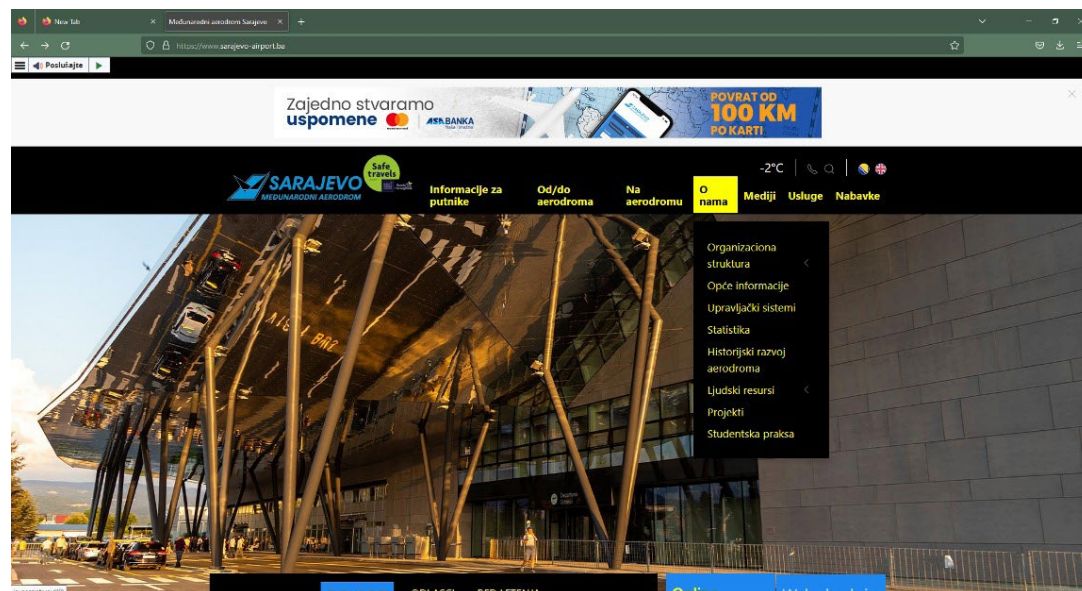 New Tab
Međunarodni aerodrom Sarajevo
https://www.sarajevo-airport.ba
Poslušajte
Zajedno stvaramo
uspomene
ASA BANKA
POVRAT OD
100 KM
PO KARTI
Safe
travels
-2°C
SARAJEVO
MEĐUNARODNI AERODROM
Informacije za
putnike
Od/do
aerodroma
Na
aerodromu
O
nama
Mediji
Usluge
Nabavke
Organizaciona
struktura
Opće informacije
Upravljački sistemi
Statistika
Historijski razvoj
aerodroma
Ljudski resursi
Projekti
Studentska praksa